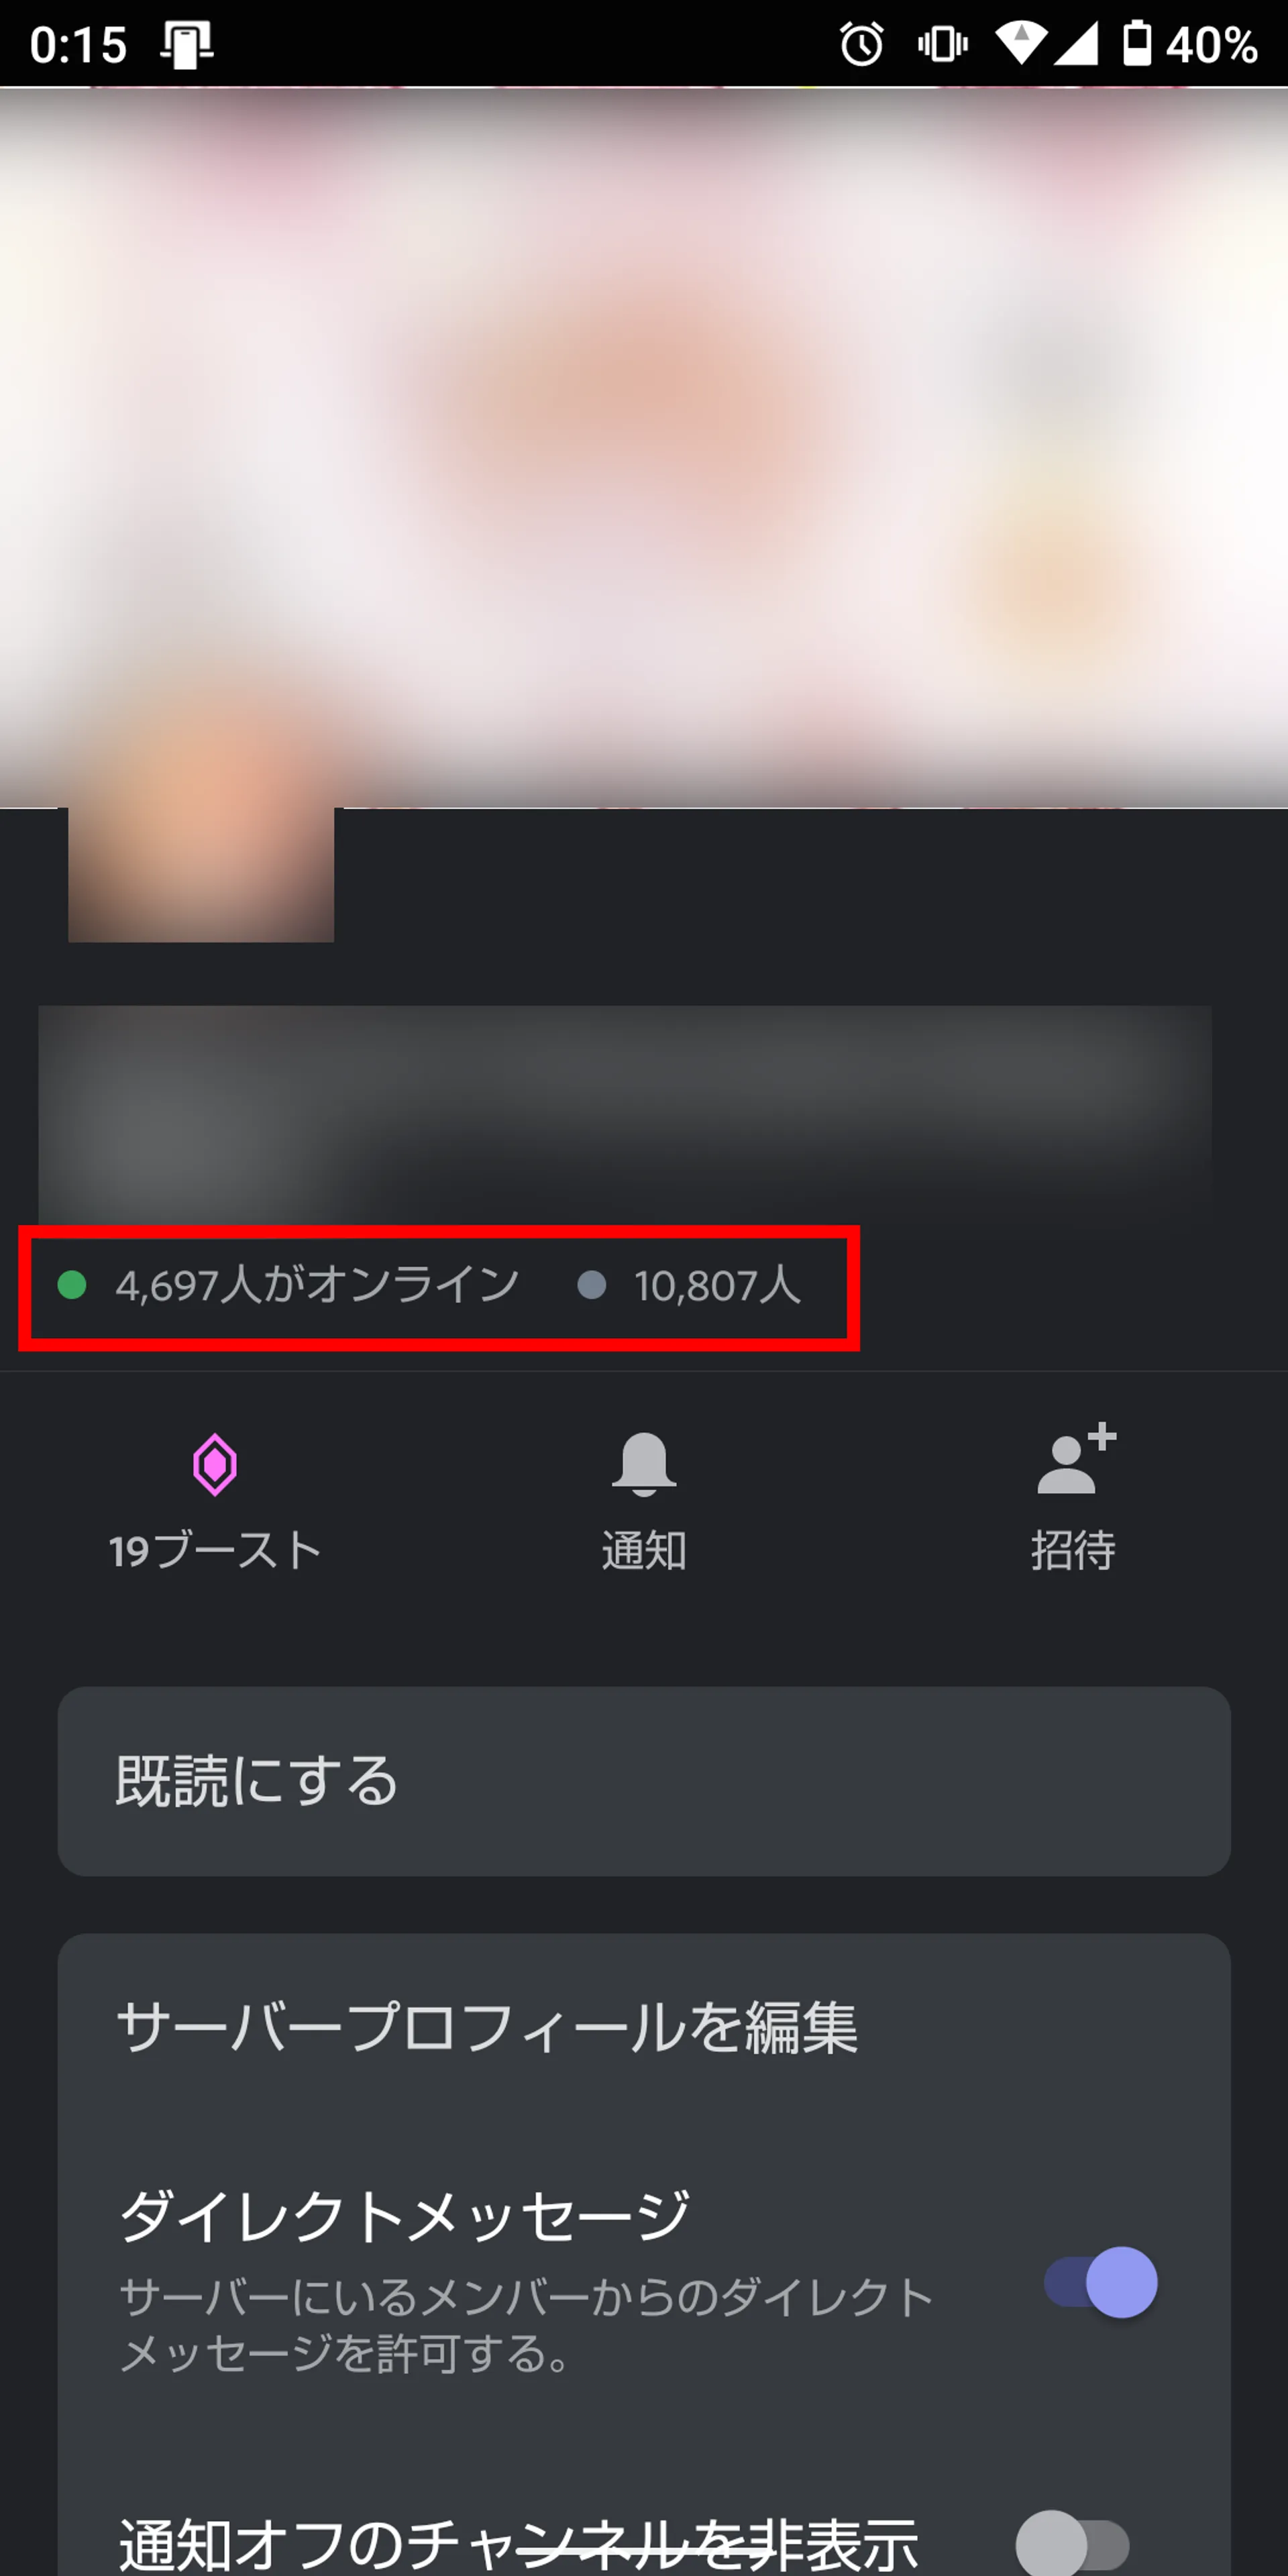 0:15 40%
4,697人がオンライン 10,807人
19ブースト 通知 招待
既読にする
サーバープロフィールを編集
ダイレクトメッセージ
サーバーにいるメンバーからのダイレクト
メッセージを許可する。
通知オフのチャンネルを非表示